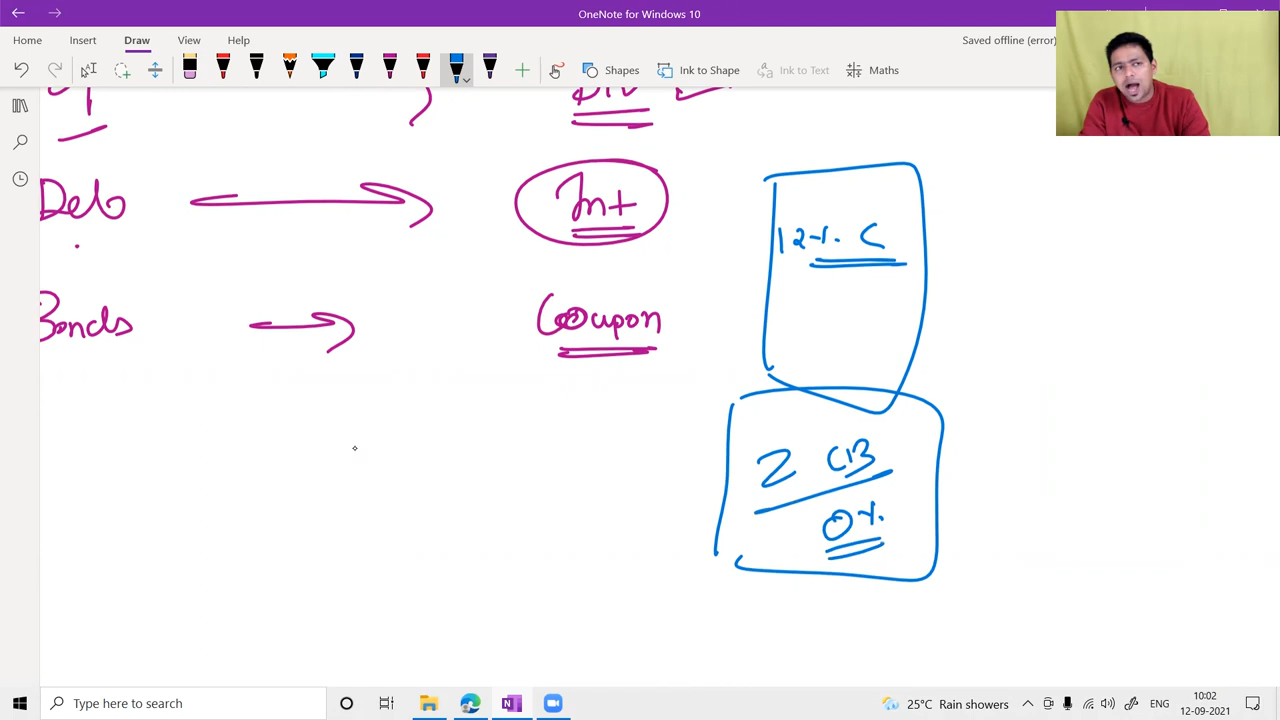 OneNote for Windows 10
Home Insert Draw View Help Saved offline (error)
Shapes Ink to Shape Ink to Text Maths
Div
Deb Int
12% C
Bonds Coupon
Z CB
0%
Type here to search 25°C Rain showers ENG 10:02
12-09-2021